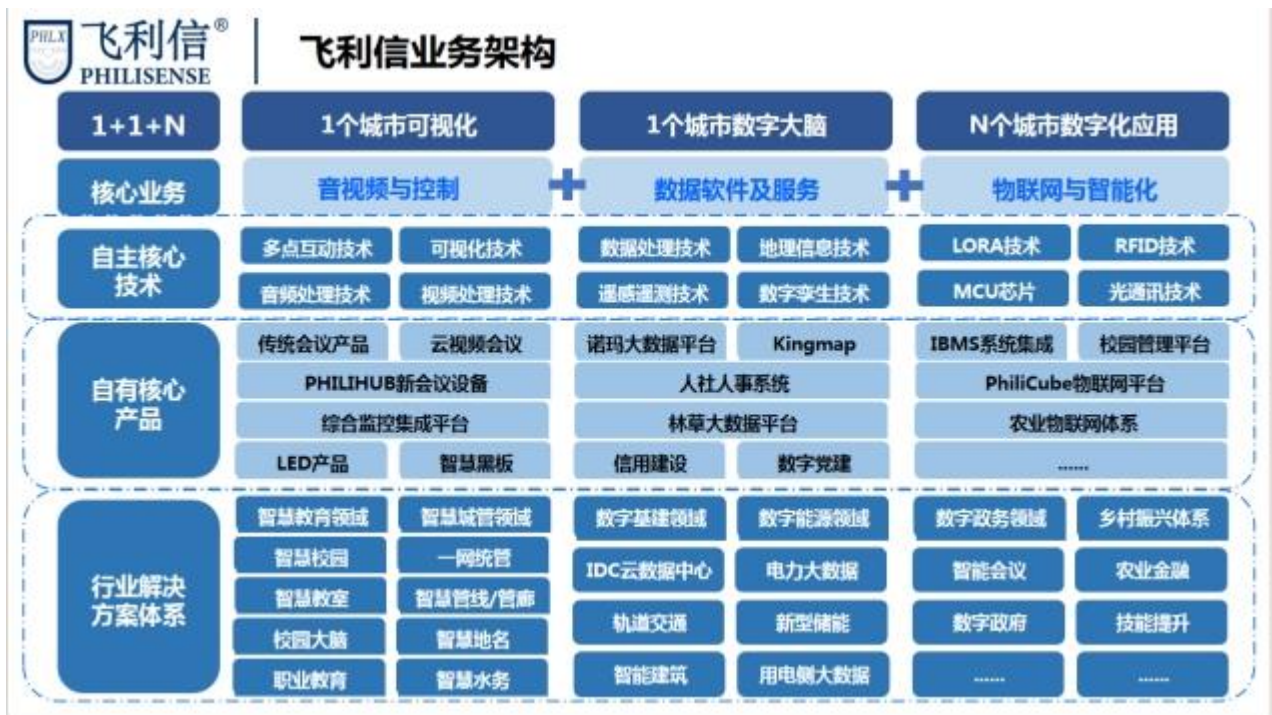 PHLX 飞利信® 飞利信业务架构
PHILISENSE
1+1+N 1个城市可视化 1个城市数字大脑 N个城市数字化应用
核心业务 音视频与控制 + 数据软件及服务 + 物联网与智能化
自主核心技术
多点互动技术 可视化技术 数据处理技术 地理信息技术 LORA技术 RFID技术
音频处理技术 视频处理技术 遥感遥测技术 数字孪生技术 MCU芯片 光通讯技术
自有核心产品
传统会议产品 云视频会议 诺玛大数据平台 Kingmap IBMS系统集成 校园管理平台
PHILIHUB新会议设备 人社人事系统 PhiliCube物联网平台
综合监控集成平台 林草大数据平台 农业物联网体系
LED产品 智慧黑板 信用建设 数字党建 ......
行业解决方案体系
智慧教育领域 智慧城管领域 数字基建领域 数字能源领域 数字政务领域 乡村振兴体系
智慧校园 一网统管 IDC云数据中心 电力大数据 智能会议 农业金融
智慧教室 智慧管线/管廊 轨道交通 新型储能 数字政府 技能提升
校园大脑 智慧地名 智能建筑 用电侧大数据 ...... ......
职业教育 智慧水务